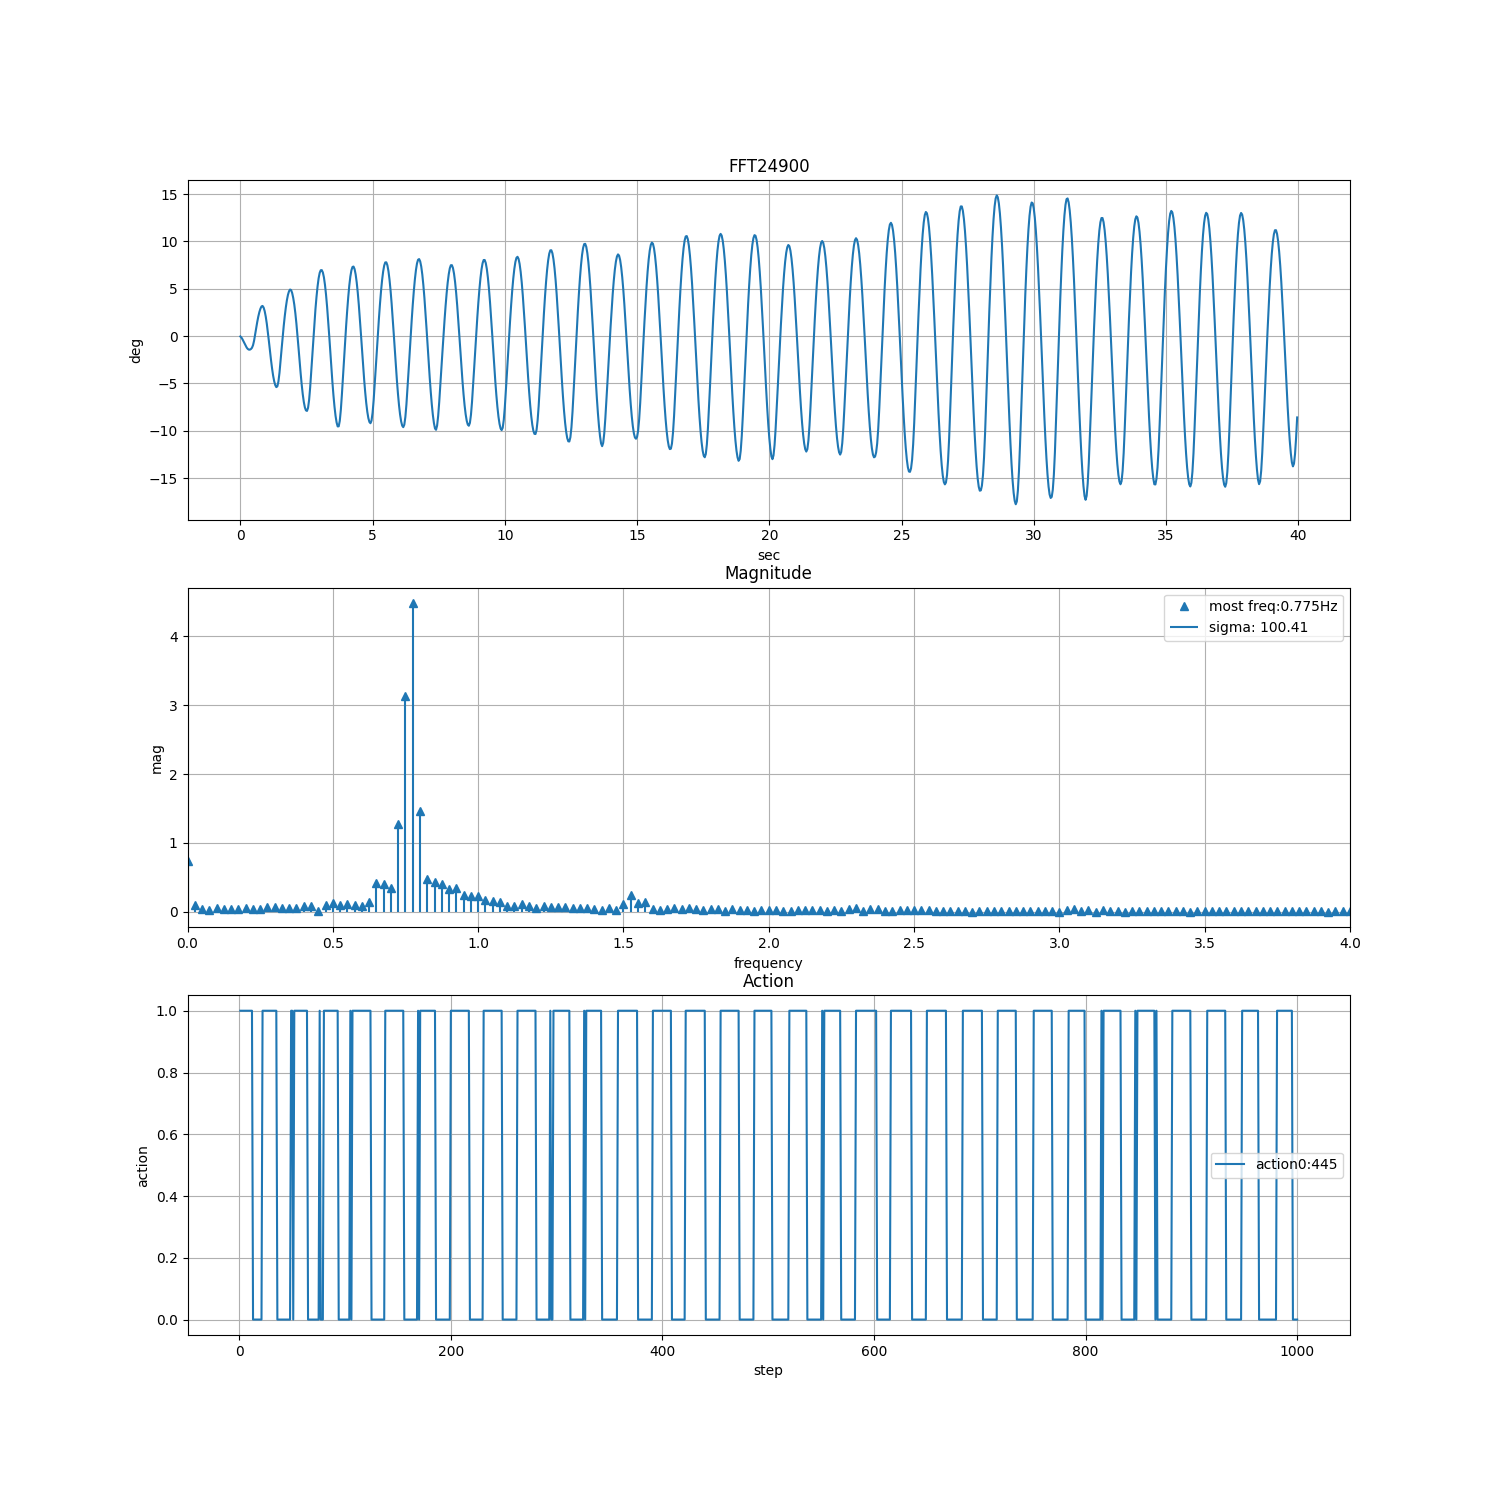 FFT24900
15
10
5
0
−5
−10
−15
deg
0 5 10 15 20 25 30 35 40
sec
Magnitude
4
3
2
1
0
mag
most freq:0.775Hz
sigma: 100.41
0.0 0.5 1.0 1.5 2.0 2.5 3.0 3.5 4.0
frequency
Action
1.0
0.8
0.6
0.4
0.2
0.0
action
action0:445
0 200 400 600 800 1000
step